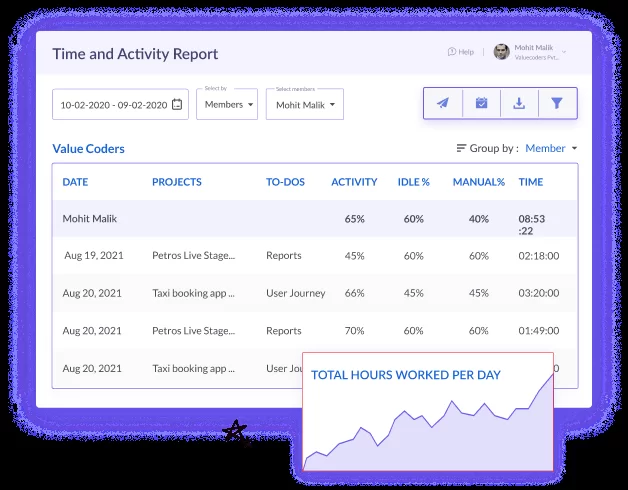 Time and Activity Report
Help
Mohit Malik
Valuecoders Pvt...
Select by
Select members
10-02-2020 - 09-02-2020
Members
Mohit Malik
Value Coders
Group by : Member
DATE PROJECTS TO-DOS ACTIVITY IDLE % MANUAL% TIME
Mohit Malik 65% 60% 40% 08:53
:22
Aug 19, 2021 Petros Live Stage... Reports 45% 60% 60% 02:18:00
Aug 20, 2021 Taxi booking app ... User Journey 66% 45% 45% 03:20:00
Aug 20, 2021 Petros Live Stage... Reports 70% 60% 60% 01:49:00
Aug 20, 2021 Taxi booking app ... User
TOTAL HOURS WORKED PER DAY